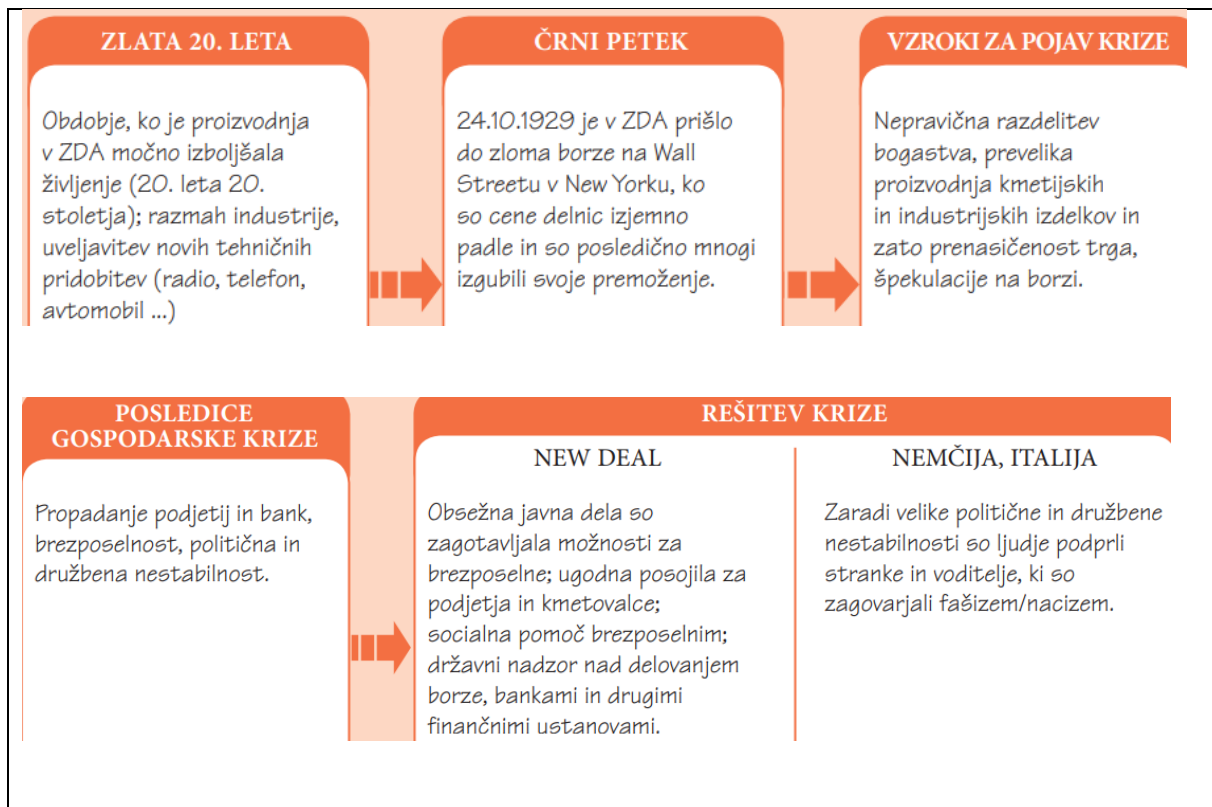 ZLATA 20. LETA
Obdobje, ko je proizvodnja
v ZDA močno izboljšala
življenje (20. leta 20.
stoletja); razmah industrije,
uveljavitev novih tehničnih
pridobitev (radio, telefon,
avtomobil ...)
ČRNI PETEK
24.10.1929 je v ZDA prišlo
do zloma borze na Wall
Streetu v New Yorku, ko
so cene delnic izjemno
padle in so posledično mnogi
izgubili svoje premoženje.
VZROKI ZA POJAV KRIZE
Nepravična razdelitev
bogastva, prevelika
proizvodnja kmetijskih
in industrijskih izdelkov in
zato prenasičenost trga,
špekulacije na borzi.
POSLEDICE
GOSPODARSKE KRIZE
Propadanje podjetij in bank,
brezposelnost, politična in
družbena nestabilnost.
REŠITEV KRIZE
NEW DEAL
Obsežna javna dela so
zagotavljala možnosti za
brezposelne; ugodna posojila za
podjetja in kmetovalce;
socialna pomoč brezposelnim;
državni nadzor nad delovanjem
borze, bankami in drugimi
finančnimi ustanovami.
NEMČIJA, ITALIJA
Zaradi velike politične in družbene
nestabilnosti so ljudje podprli
stranke in voditelje, ki so
zagovarjali fašizem/nacizem.